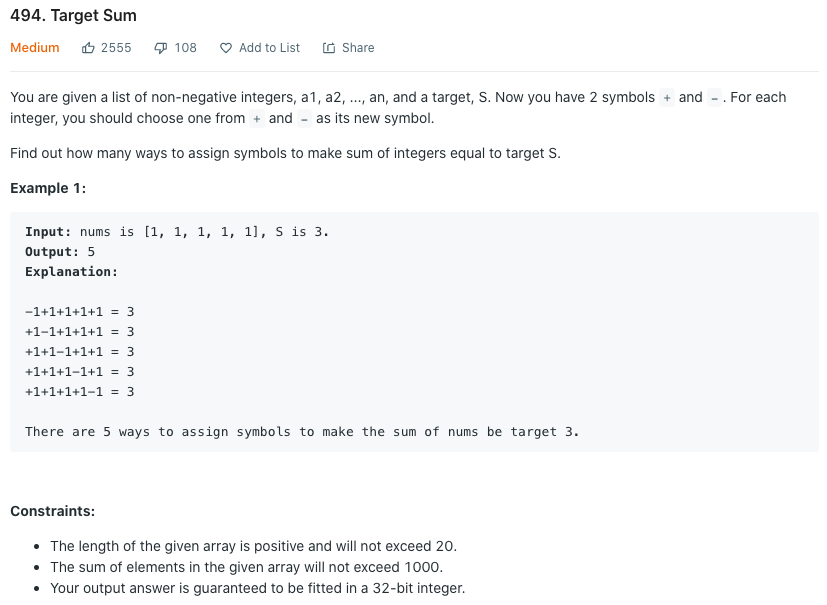 494. Target Sum
Medium 2555 108 Add to List Share
You are given a list of non-negative integers, a1, a2, ..., an, and a target, S. Now you have 2 symbols + and -. For each
integer, you should choose one from + and - as its new symbol.
Find out how many ways to assign symbols to make sum of integers equal to target S.
Example 1:
Input: nums is [1, 1, 1, 1, 1], S is 3.
Output: 5
Explanation:
-1+1+1+1+1 = 3
+1-1+1+1+1 = 3
+1+1-1+1+1 = 3
+1+1+1-1+1 = 3
+1+1+1+1-1 = 3
There are 5 ways to assign symbols to make the sum of nums be target 3.
Constraints:
• The length of the given array is positive and will not exceed 20.
• The sum of elements in the given array will not exceed 1000.
• Your output answer is guaranteed to be fitted in a 32-bit integer.